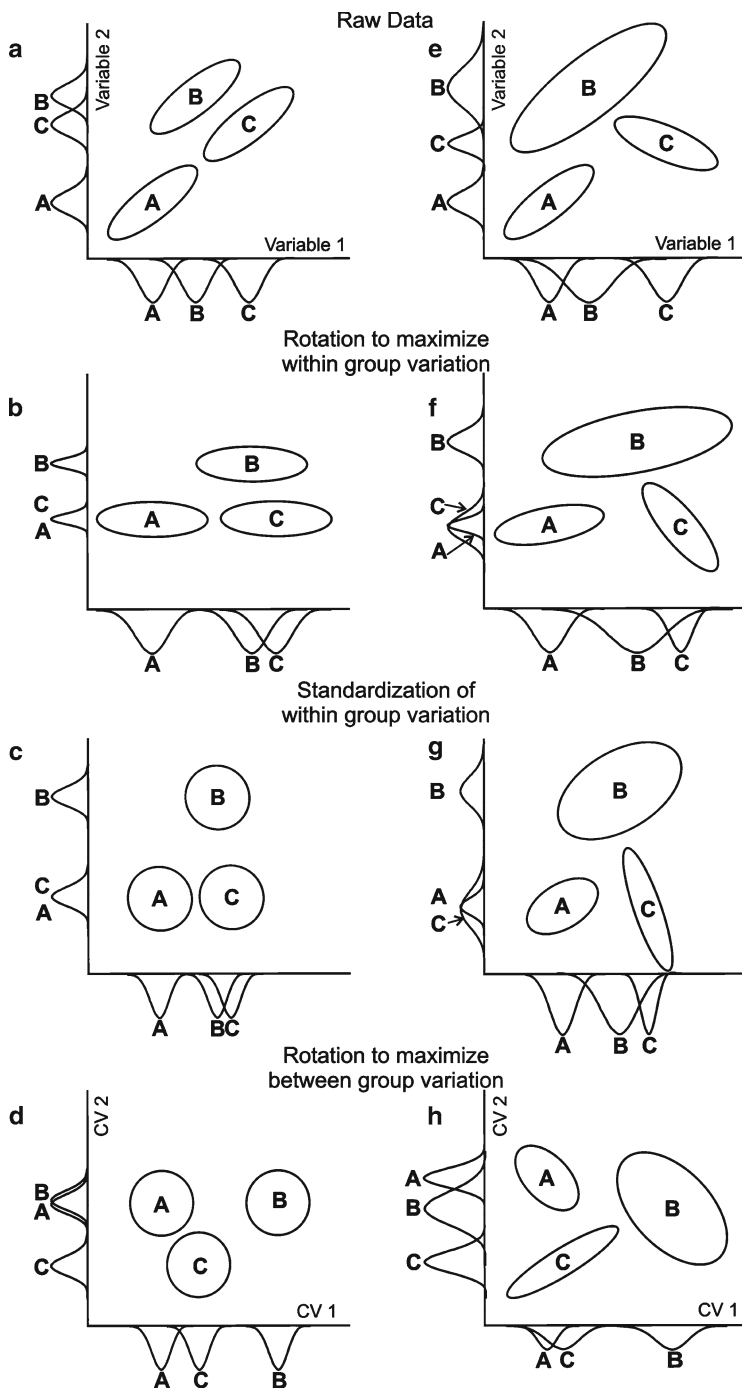 Raw Data
a
Variable 2
B
C
A
B
C
A
Variable 1
A B C
e
Variable 2
B
C
A
B
C
A
Variable 1
A B C
Rotation to maximize
within group variation
b
B
C
A
B
A C
A B C
f
B
C
A
B
A C
A B C
Standardization of
within group variation
c
B
C
A
B
A C
A B C
g
B
A
C
B
A C
A B C
Rotation to maximize
between group variation
d
CV 2
B
A
C
A B
C
CV 1
A C B
h
CV 2
A
B
C
A
B
C
CV 1
A C B